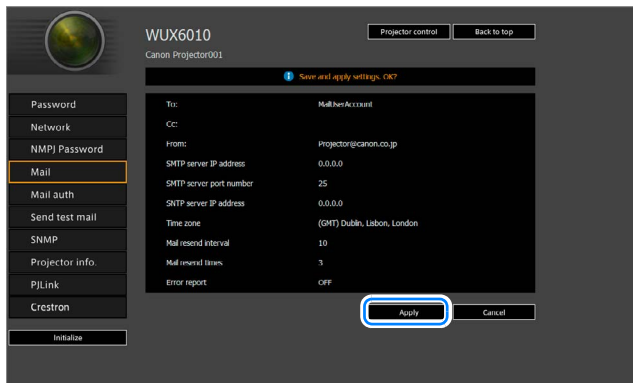 WUX6010
Projector control
Back to top
Canon Projector001
Save and apply settings. OK?
Password
Network
NMPJ Password
Mail
Mail auth
Send test mail
SNMP
Projector info.
PJLink
Crestron
Initialize
To: MailUserAccount
Cc:
From: Projector@canon.co.jp
SMTP server IP address 0.0.0.0
SMTP server port number 25
SNTP server IP address 0.0.0.0
Time zone (GMT) Dublin, Lisbon, London
Mail resend interval 10
Mail resend times 3
Error report OFF
Apply
Cancel